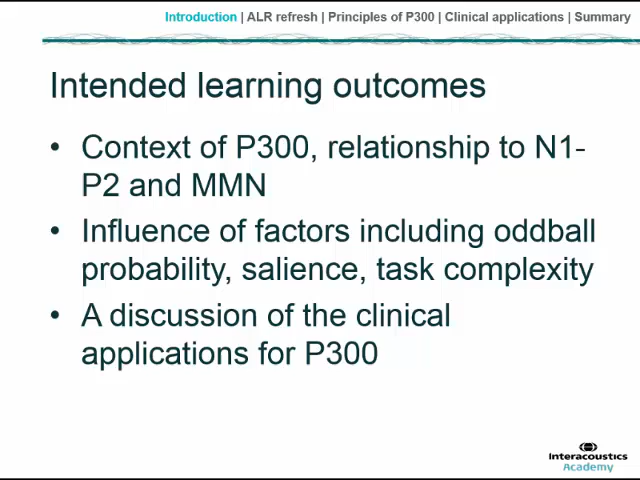 Introduction | ALR refresh | Principles of P300 | Clinical applications | Summary
Intended learning outcomes
• Context of P300, relationship to N1-
P2 and MMN
• Influence of factors including oddball
probability, salience, task complexity
• A discussion of the clinical
applications for P300
Interacoustics
Academy